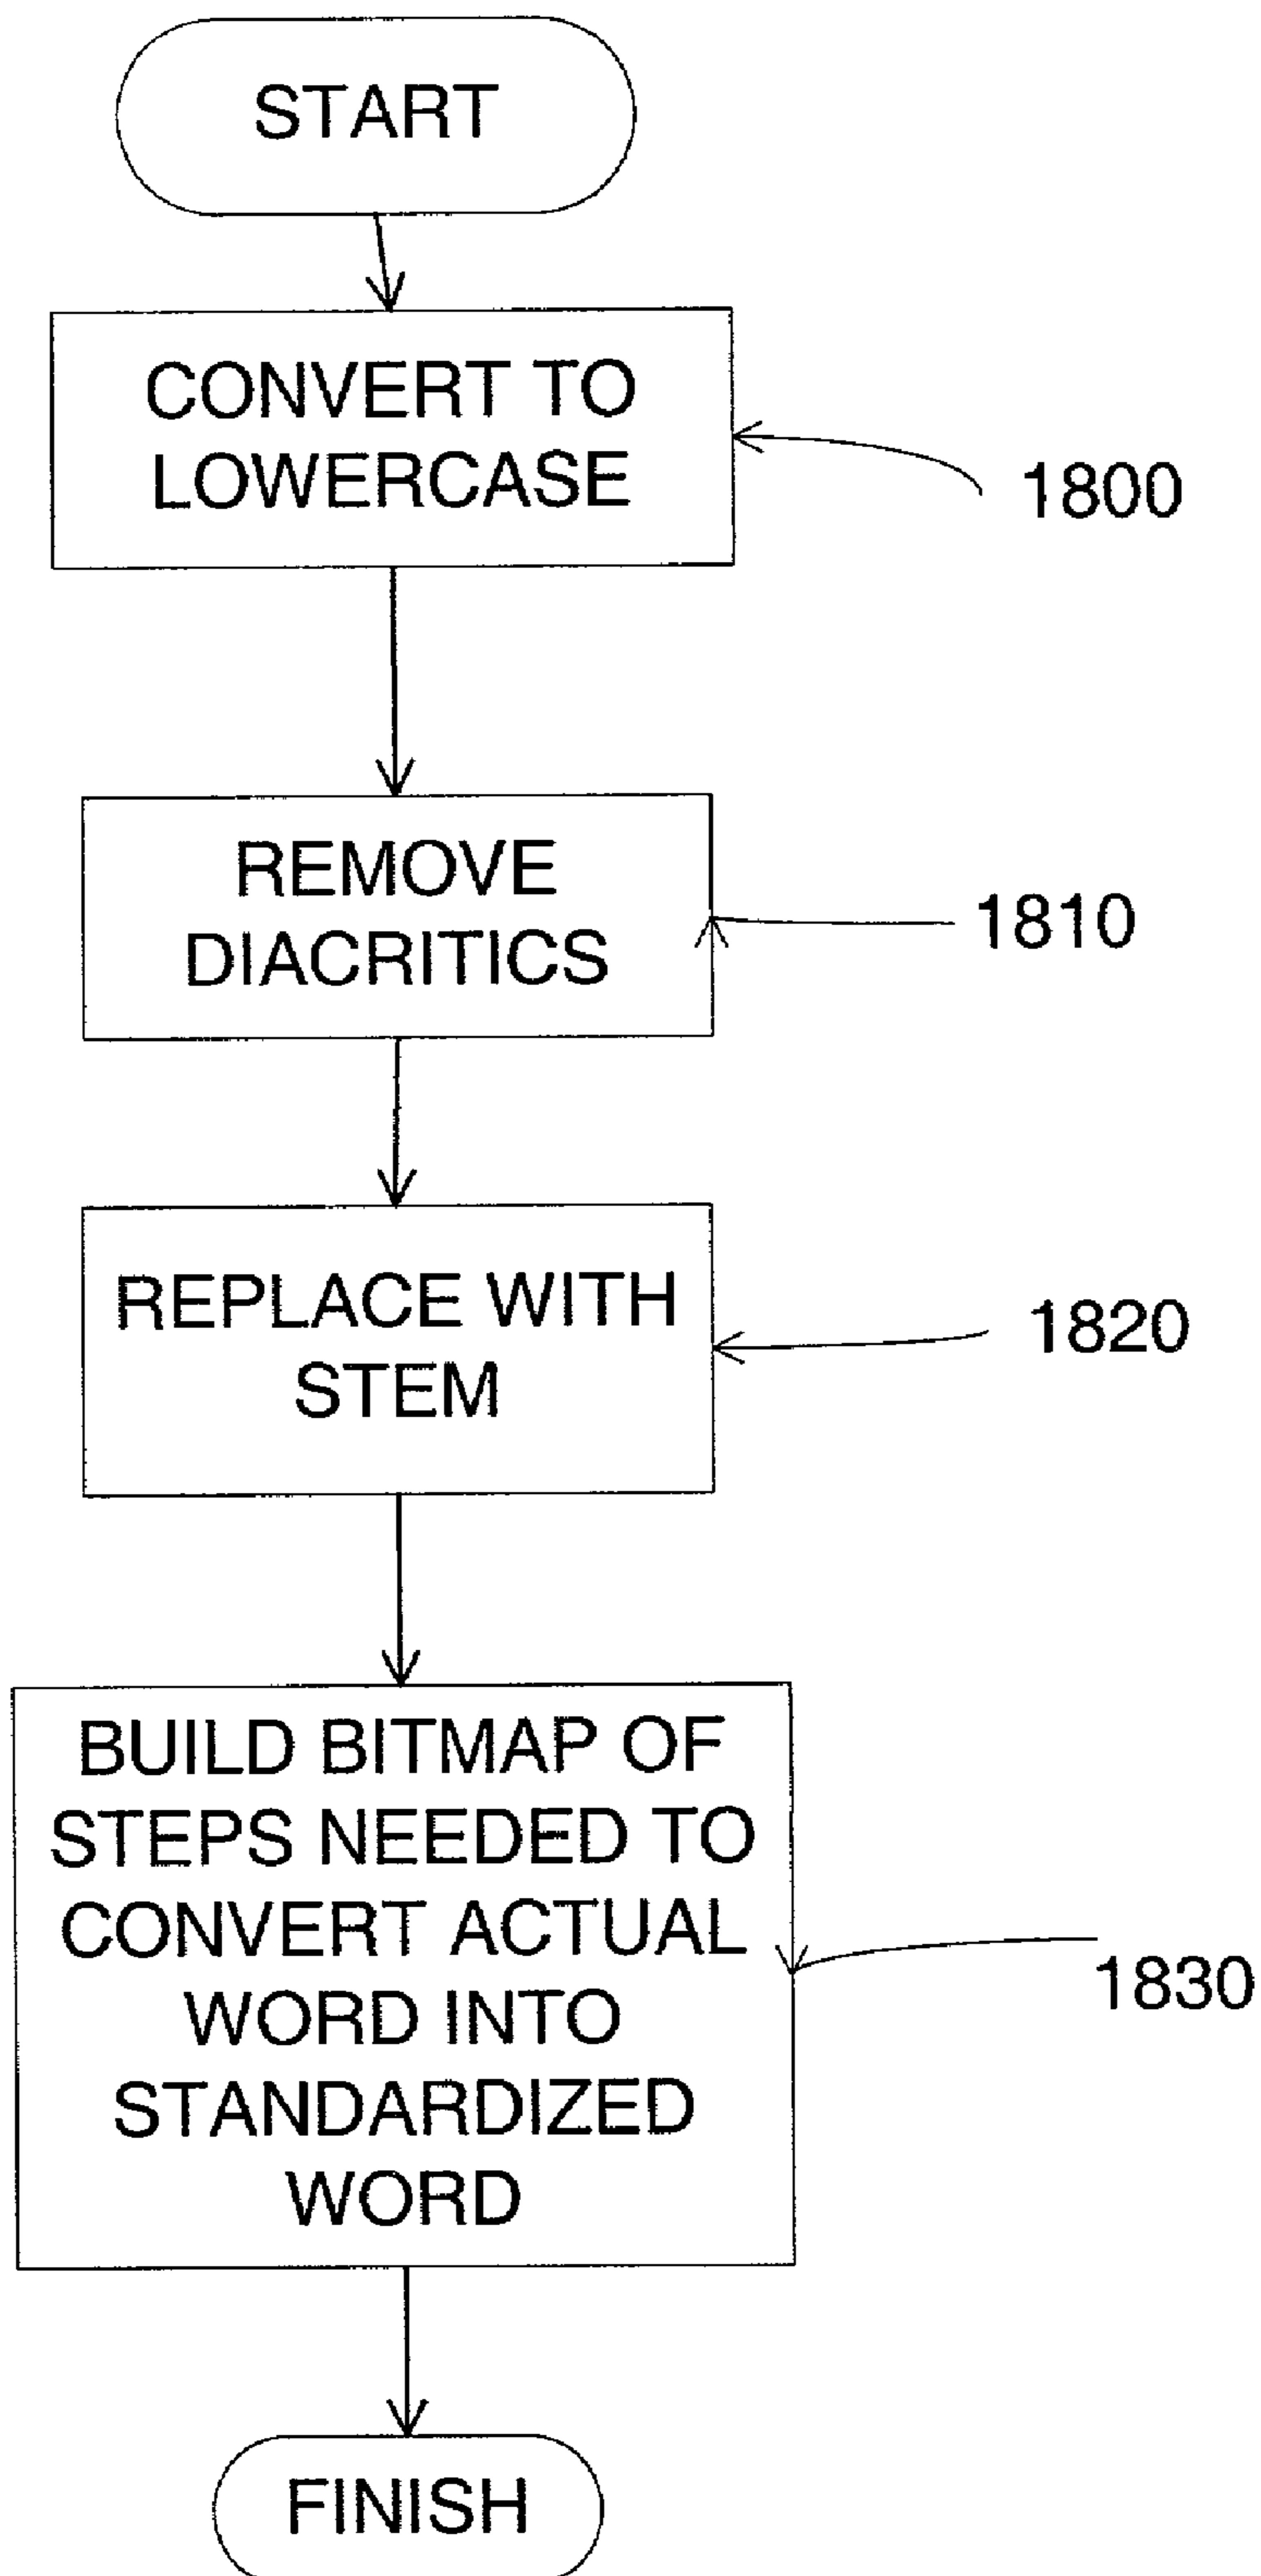 START
CONVERT TO
LOWERCASE
1800
REMOVE
DIACRITICS
1810
REPLACE WITH
STEM
1820
BUILD BITMAP OF
STEPS NEEDED TO
CONVERT ACTUAL
WORD INTO
STANDARDIZED
WORD
1830
FINISH